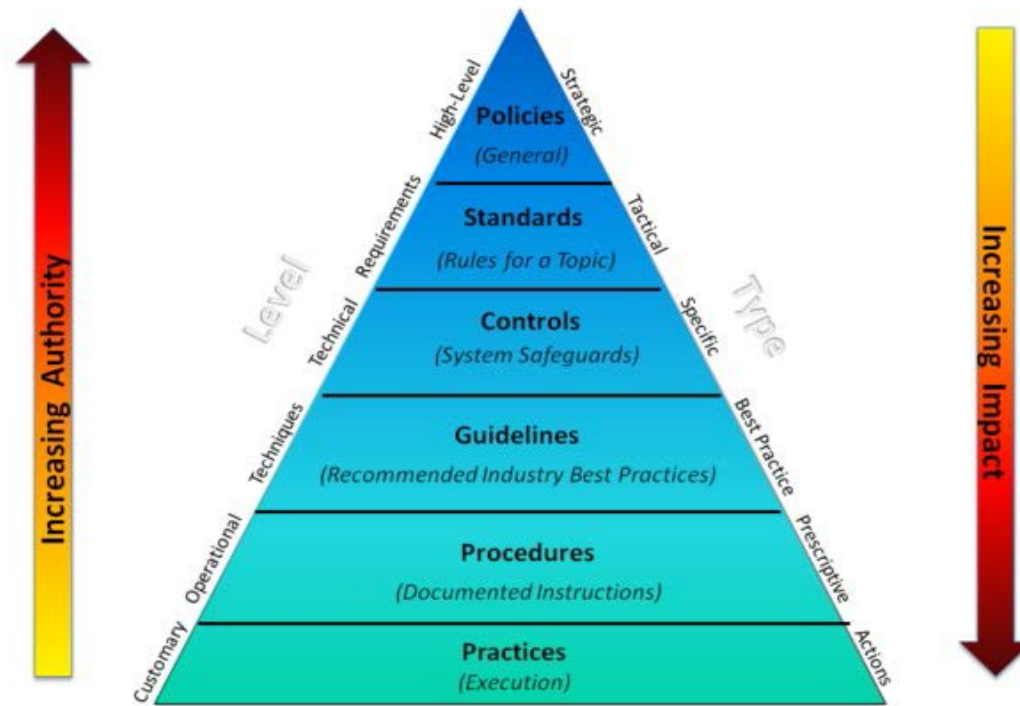 High-Level
Strategic
Policies
(General)
Requirements
Tactical
Standards
(Rules for a Topic)
Level
Type
Technical
Specific
Controls
(System Safeguards)
Increasing Authority
Increasing Impact
Techniques
Best Practice
Guidelines
(Recommended Industry Best Practices)
Operational
Prescriptive
Procedures
(Documented Instructions)
Customary
Actions
Practices
(Execution)